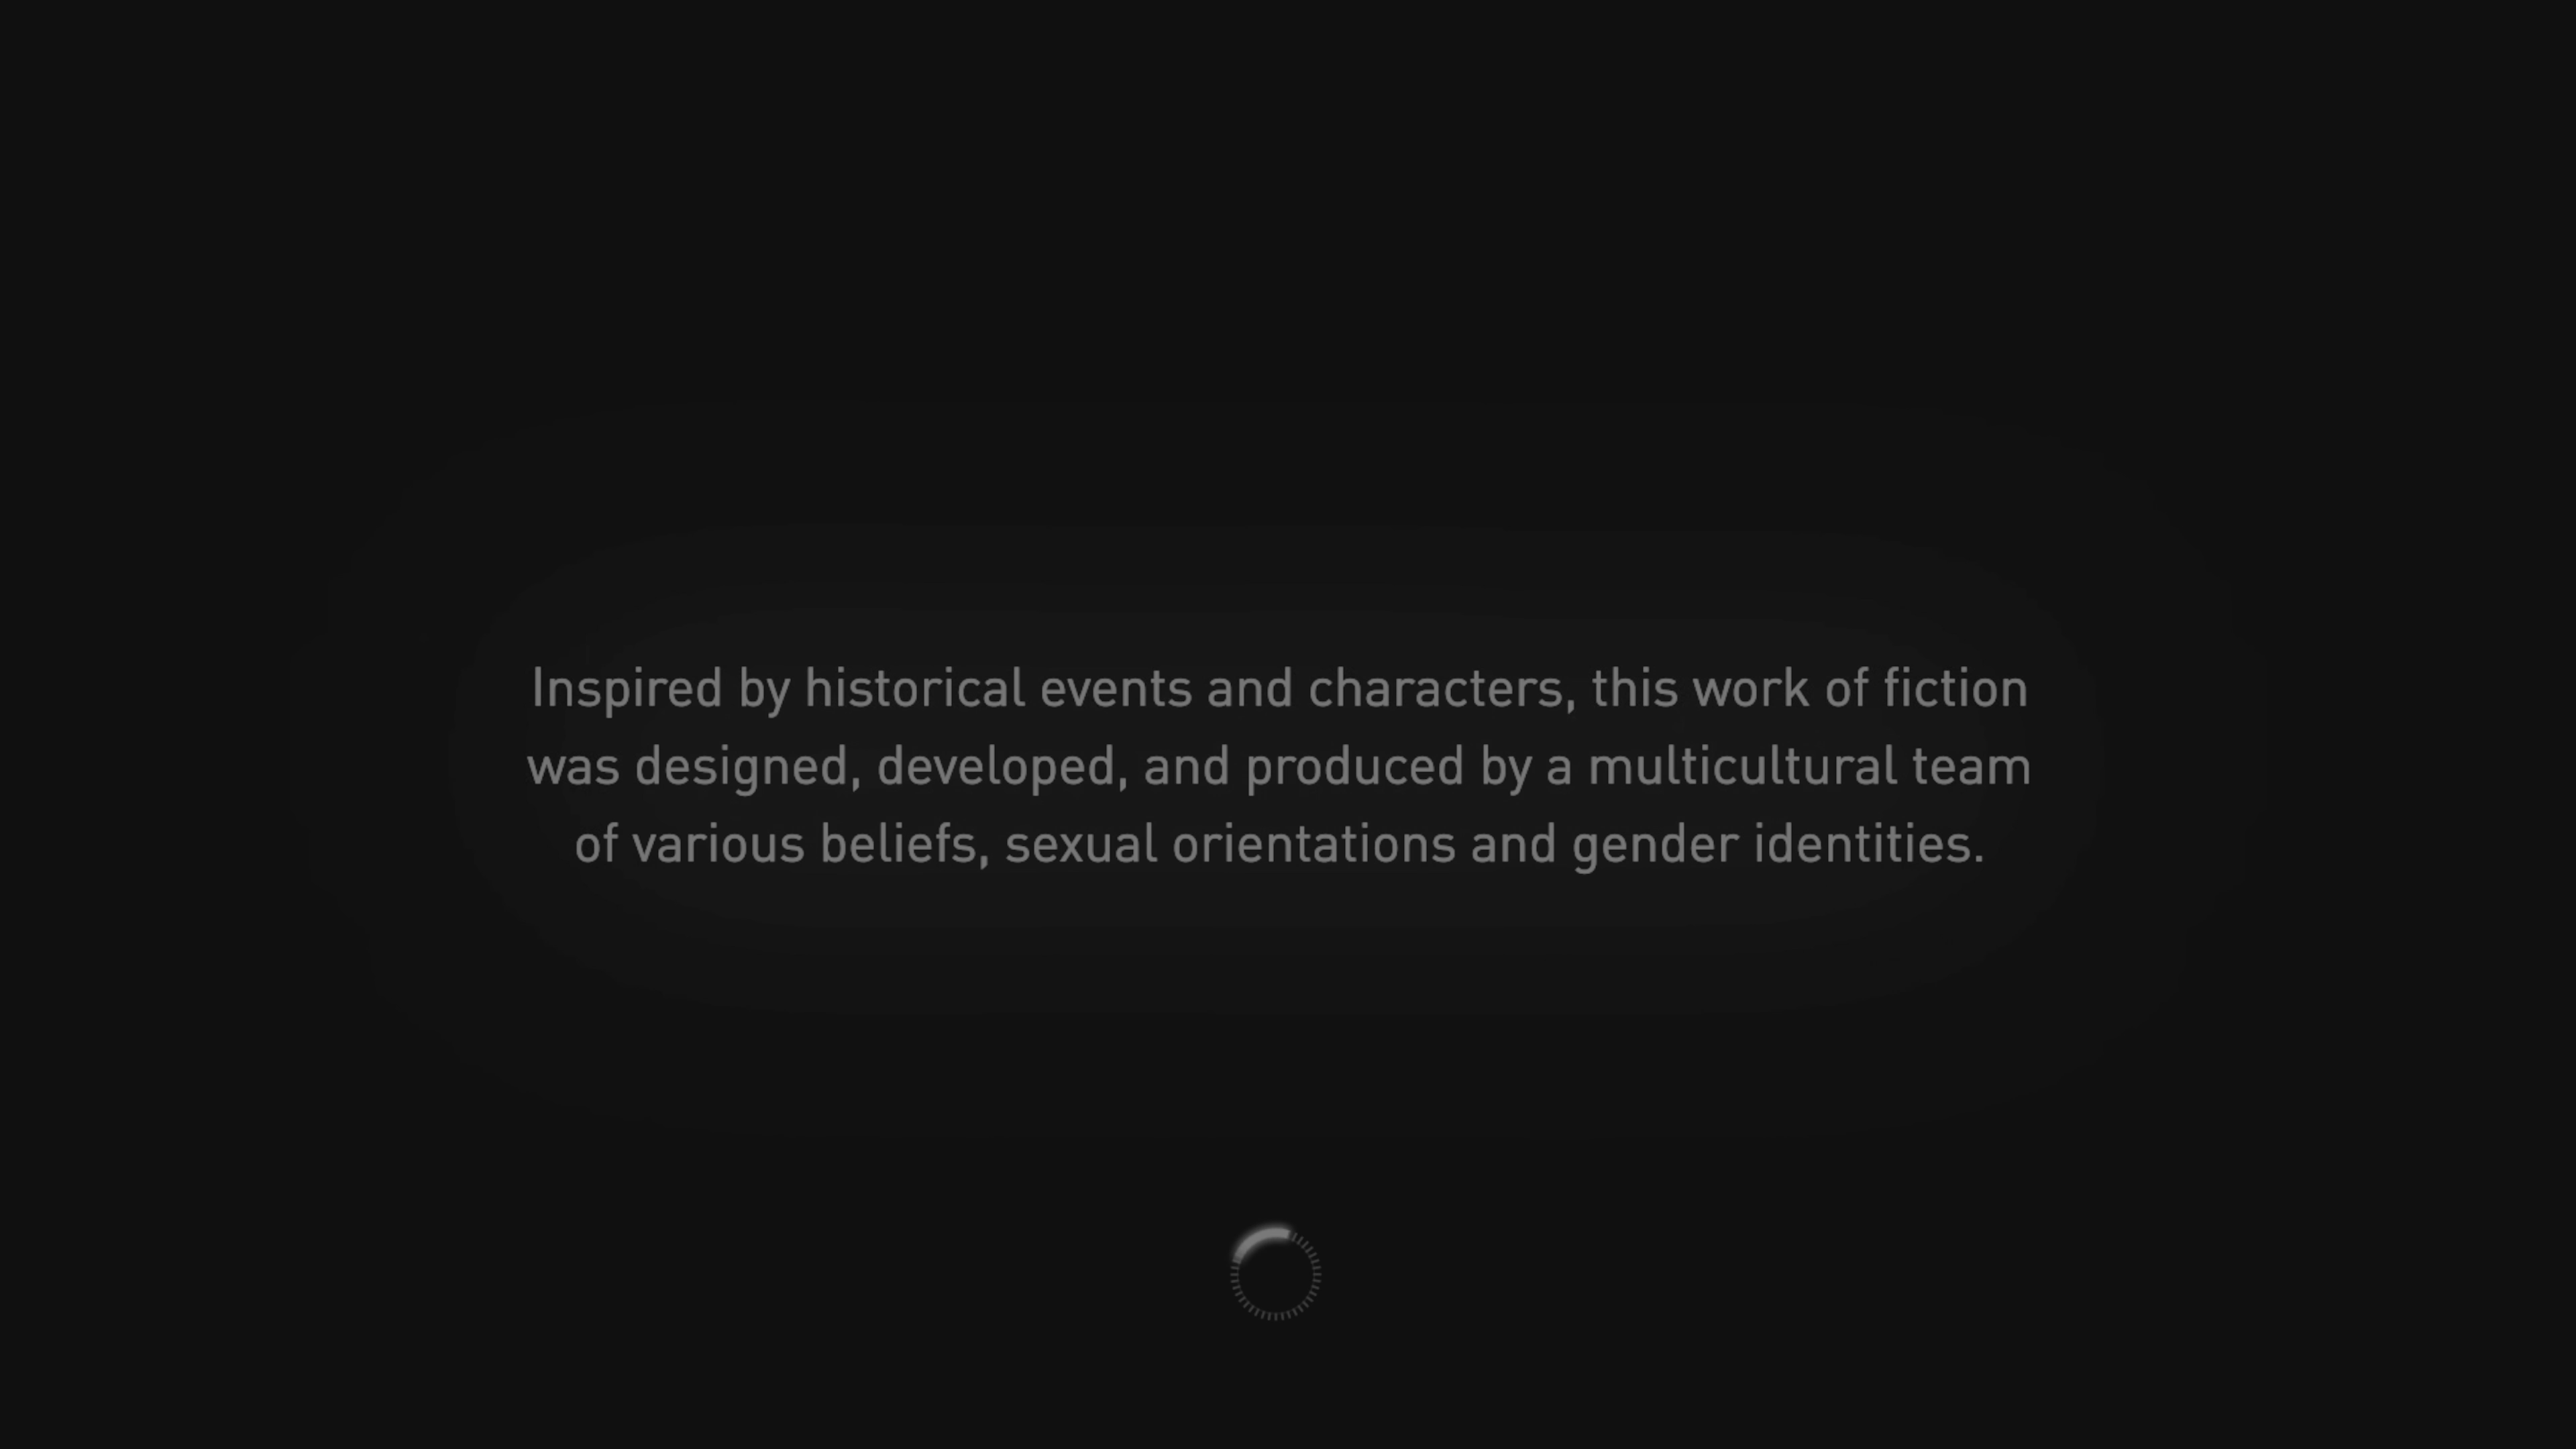 Inspired by historical events and characters, this work of fiction
was designed, developed, and produced by a multicultural team
of various beliefs, sexual orientations and gender identities.